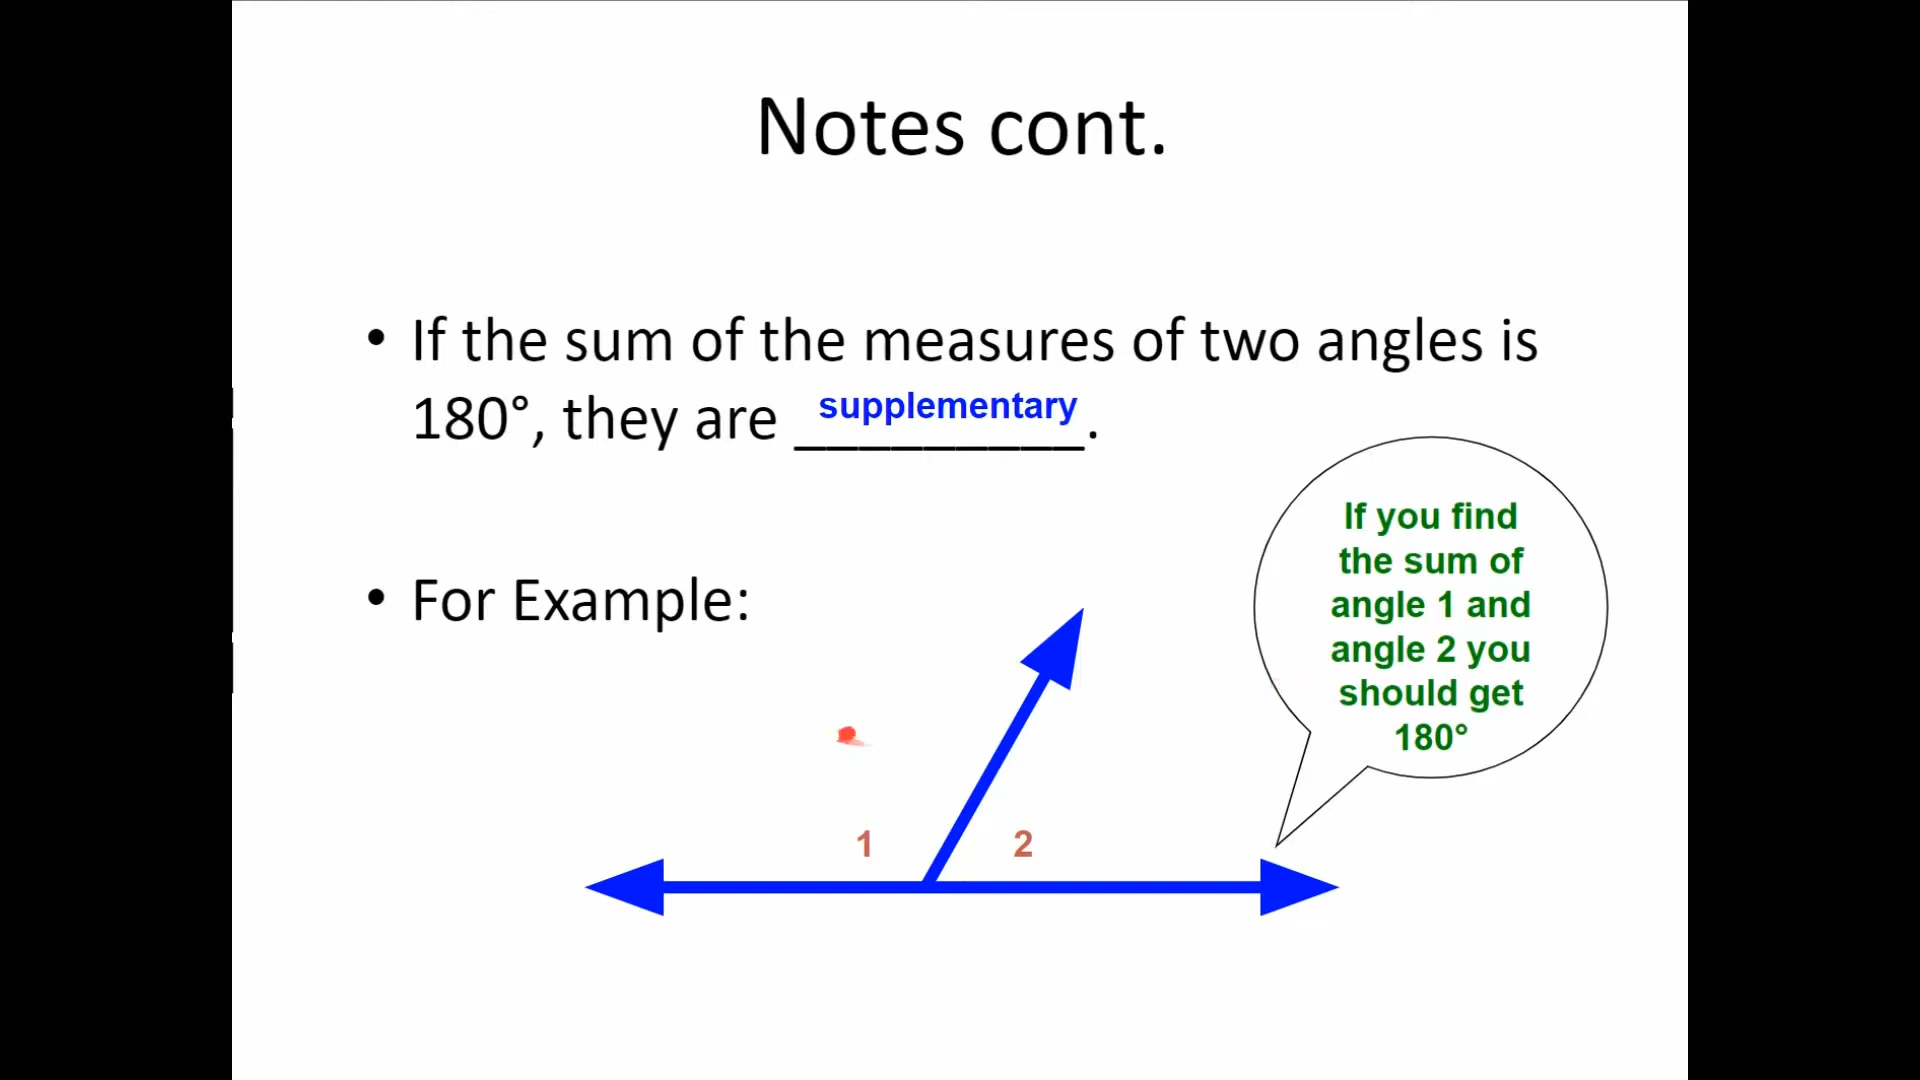 Notes cont.
• If the sum of the measures of two angles is
180°, they are supplementary.
• For Example:
If you find
the sum of
angle 1 and
angle 2 you
should get
180°
1 2